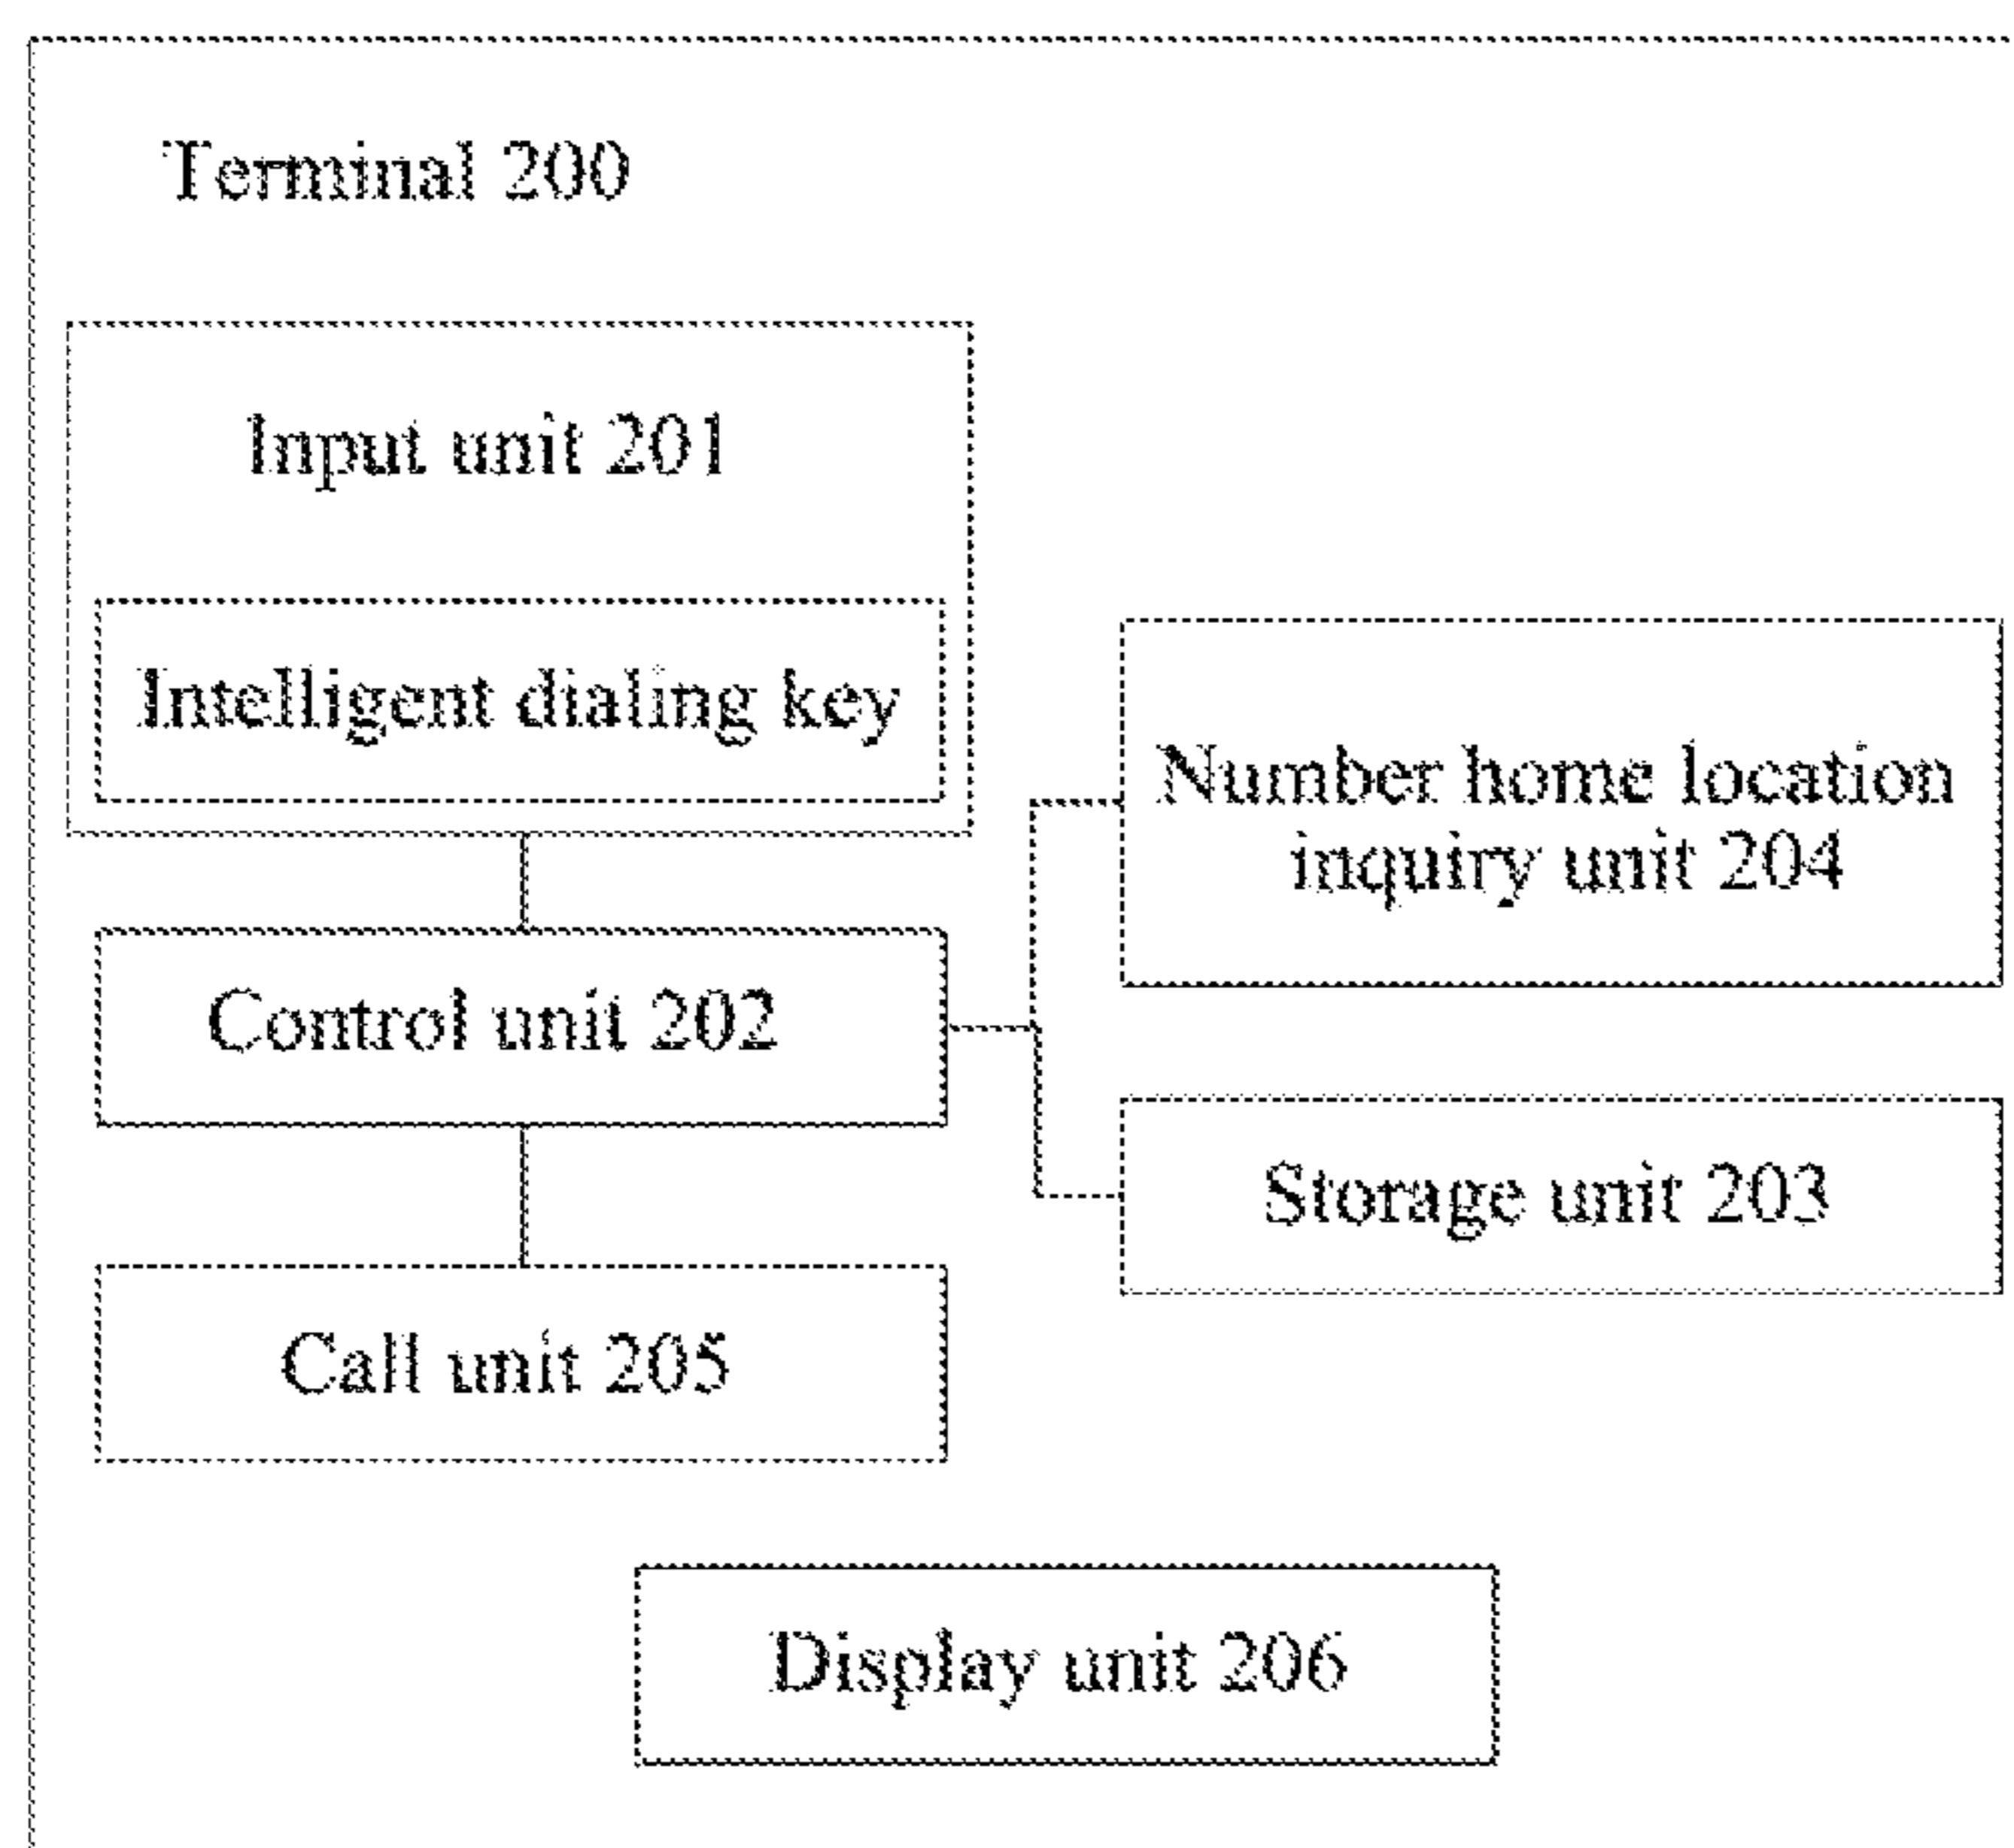 Terminal 200
Input unit 201
Intelligent dialing key
Number home location
inquiry unit 204
Control unit 202
Storage unit 203
Call unit 205
Display unit 206